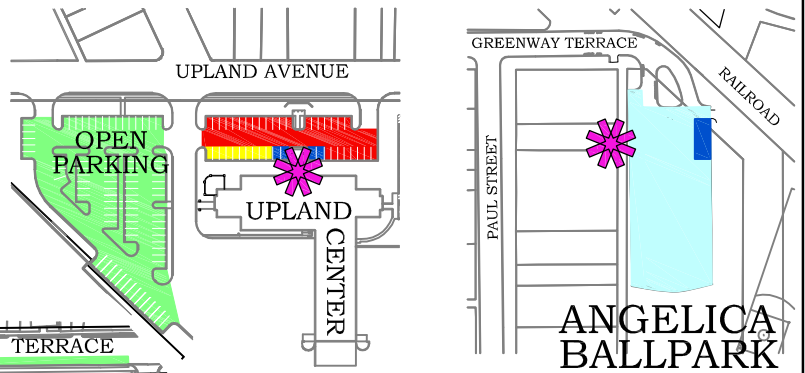 UPLAND AVENUE
OPEN
PARKING
UPLAND
CENTER
TERRACE
GREENWAY TERRACE
RAILROAD
PAUL STREET
ANGELICA
BALLPARK